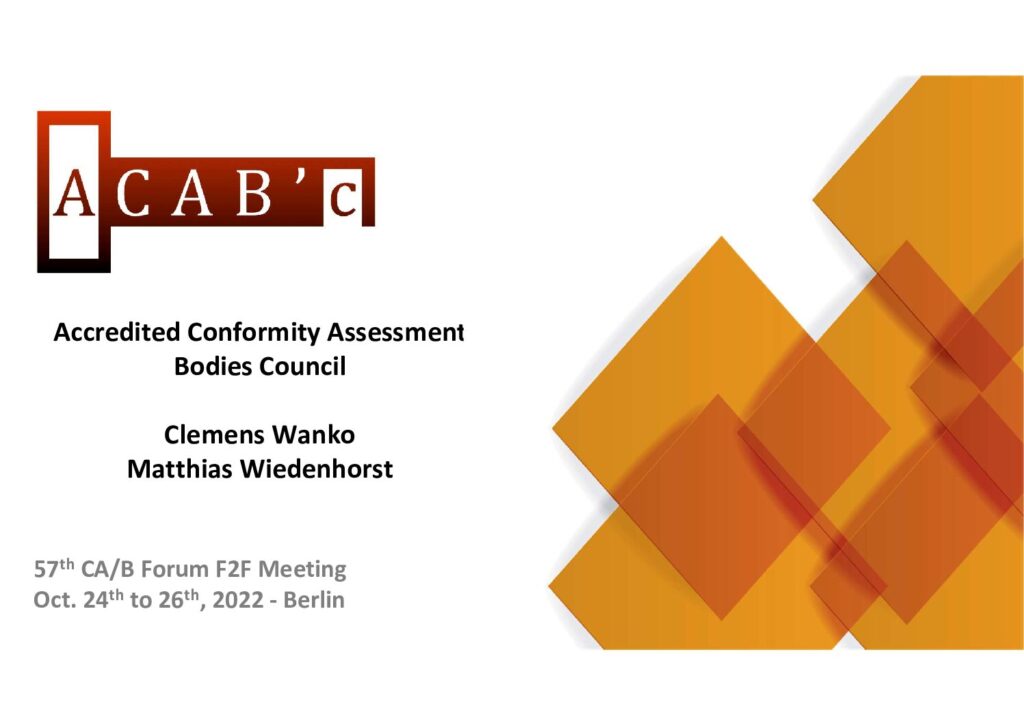 ACAB’c
Accredited Conformity Assessment
Bodies Council
Clemens Wanko
Matthias Wiedenhorst
57th CA/B Forum F2F Meeting
Oct. 24th to 26th, 2022 - Berlin